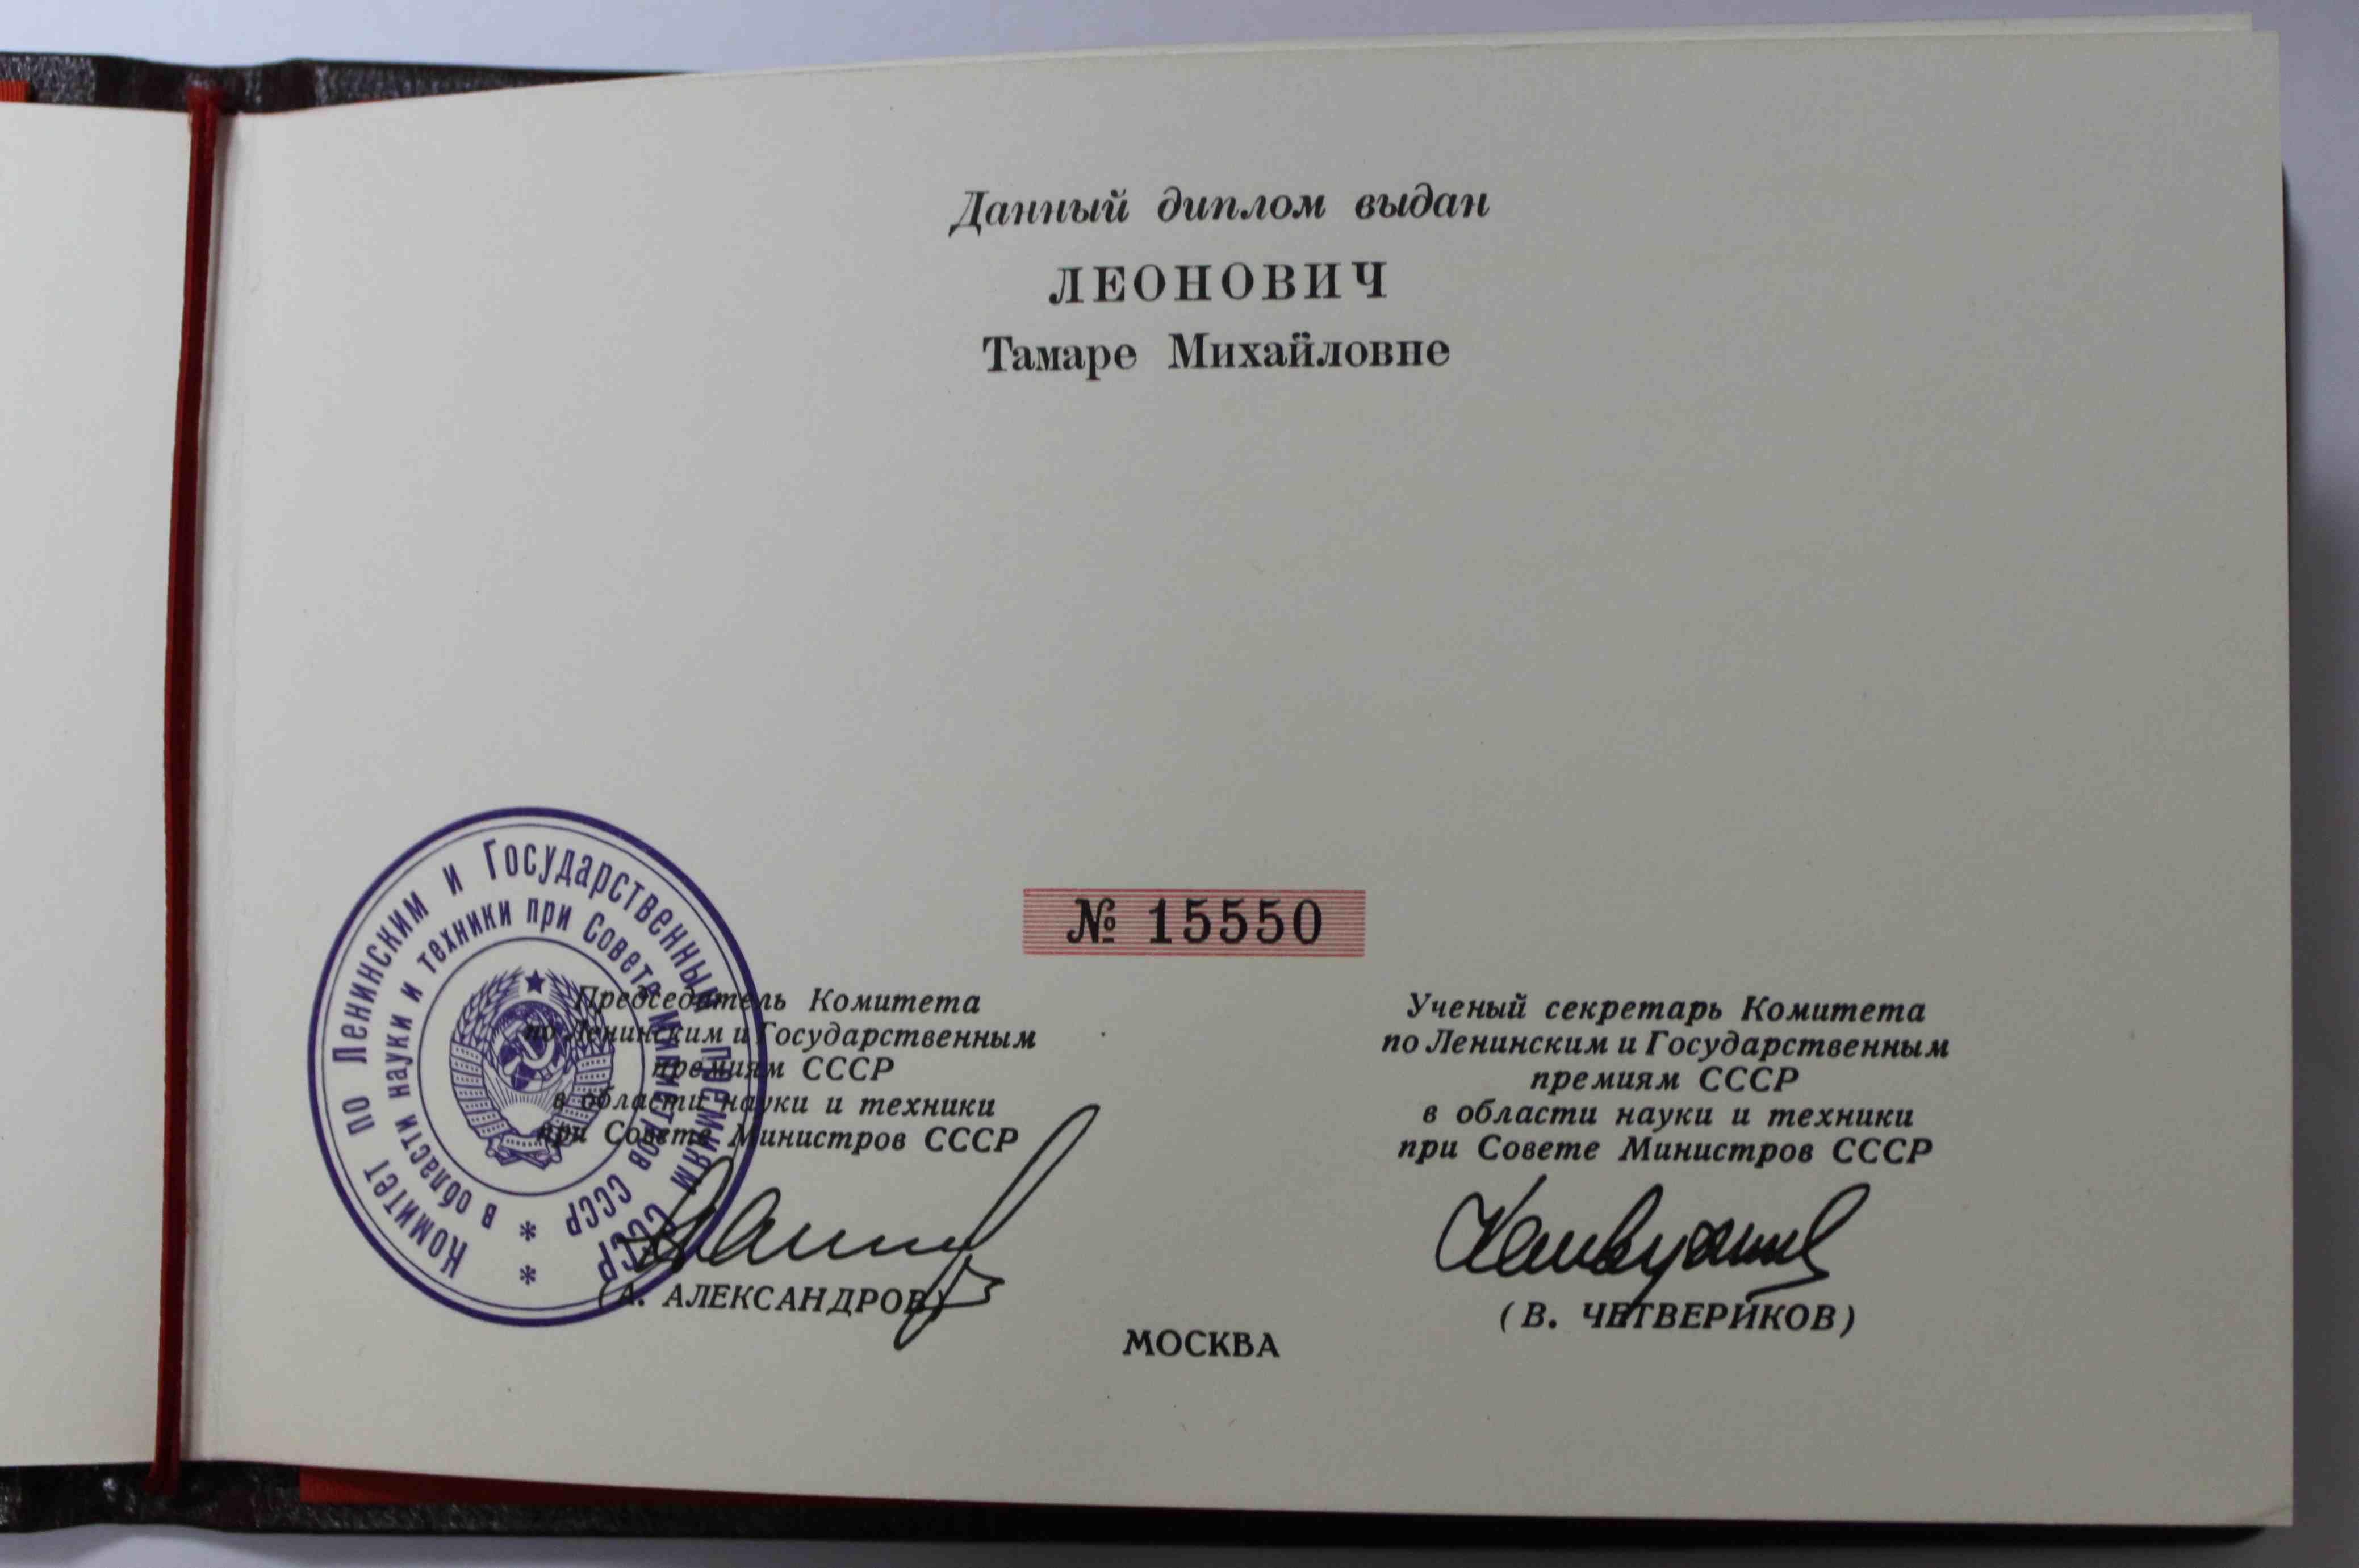 Данный диплом выдан
ЛЕОНОВИЧ
Тамаре Михайловне
№ 15550
Председатель Комитета
по Ленинским и Государственным
премиям СССР
в области науки и техники
при Совете Министров СССР
(А. АЛЕКСАНДРОВ)
Ученый секретарь Комитета
по Ленинским и Государственным
премиям СССР
в области науки и техники
при Совете Министров СССР
(В. ЧЕТВЕРИКОВ)
МОСКВА
Комитет по Ленинским и Государственным Премиям СССР *
в области науки и техники при Совете Министров СССР *